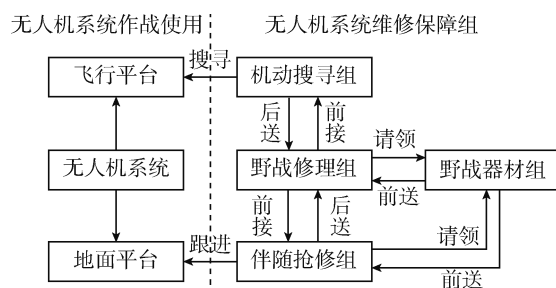 无人机系统作战使用
无人机系统维修保障组
飞行平台
搜寻
机动搜寻组
后送
前接
请领
无人机系统
野战修理组
野战器材组
前送
前接
后送
地面平台
跟进
伴随抢修组
请领
前送